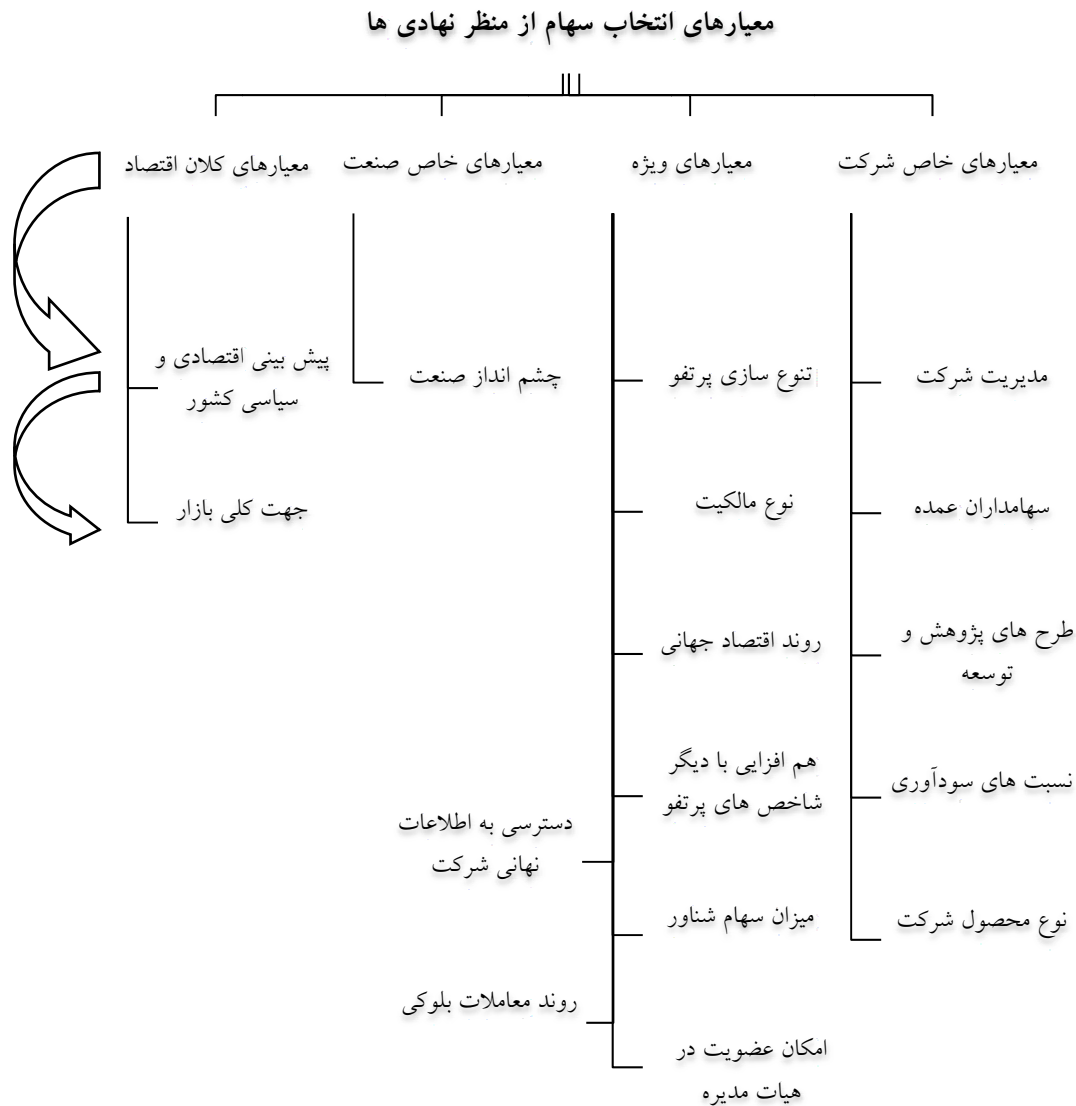 معیارهای انتخاب سهام از منظر نهادی ها
معیارهای خاص شرکت
معیارهای ویژه
معیارهای خاص صنعت
معیارهای کلان اقتصاد
مدیریت شرکت
سهامداران عمده
طرح های پژوهش و
توسعه
نسبت های سودآوری
نوع محصول شرکت
تنوع سازی پرتفو
نوع مالکیت
روند اقتصاد جهانی
هم افزایی با دیگر
شاخص های پرتفو
دسترسی به اطلاعات
نهانی شرکت
میزان سهام شناور
روند معاملات بلوکی
امکان عضویت در
هیات مدیره
چشم انداز صنعت
پیش بینی اقتصادی و
سیاسی کشور
جهت کلی بازار